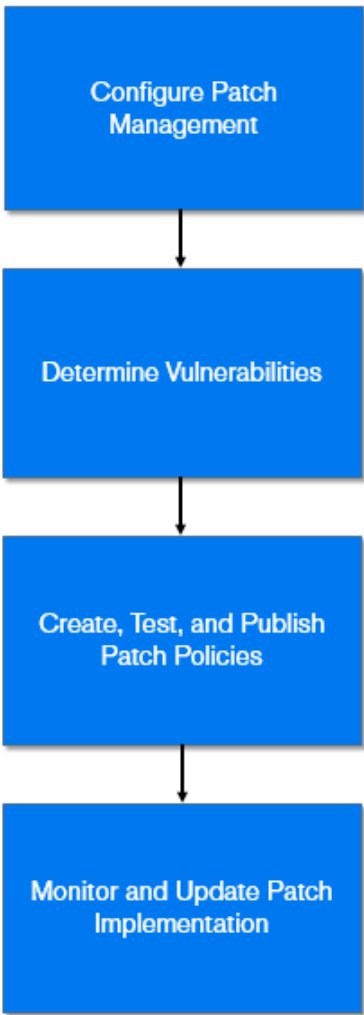 Configure Patch
Management
Determine Vulnerabilities
Create, Test, and Publish
Patch Policies
Monitor and Update Patch
Implementation